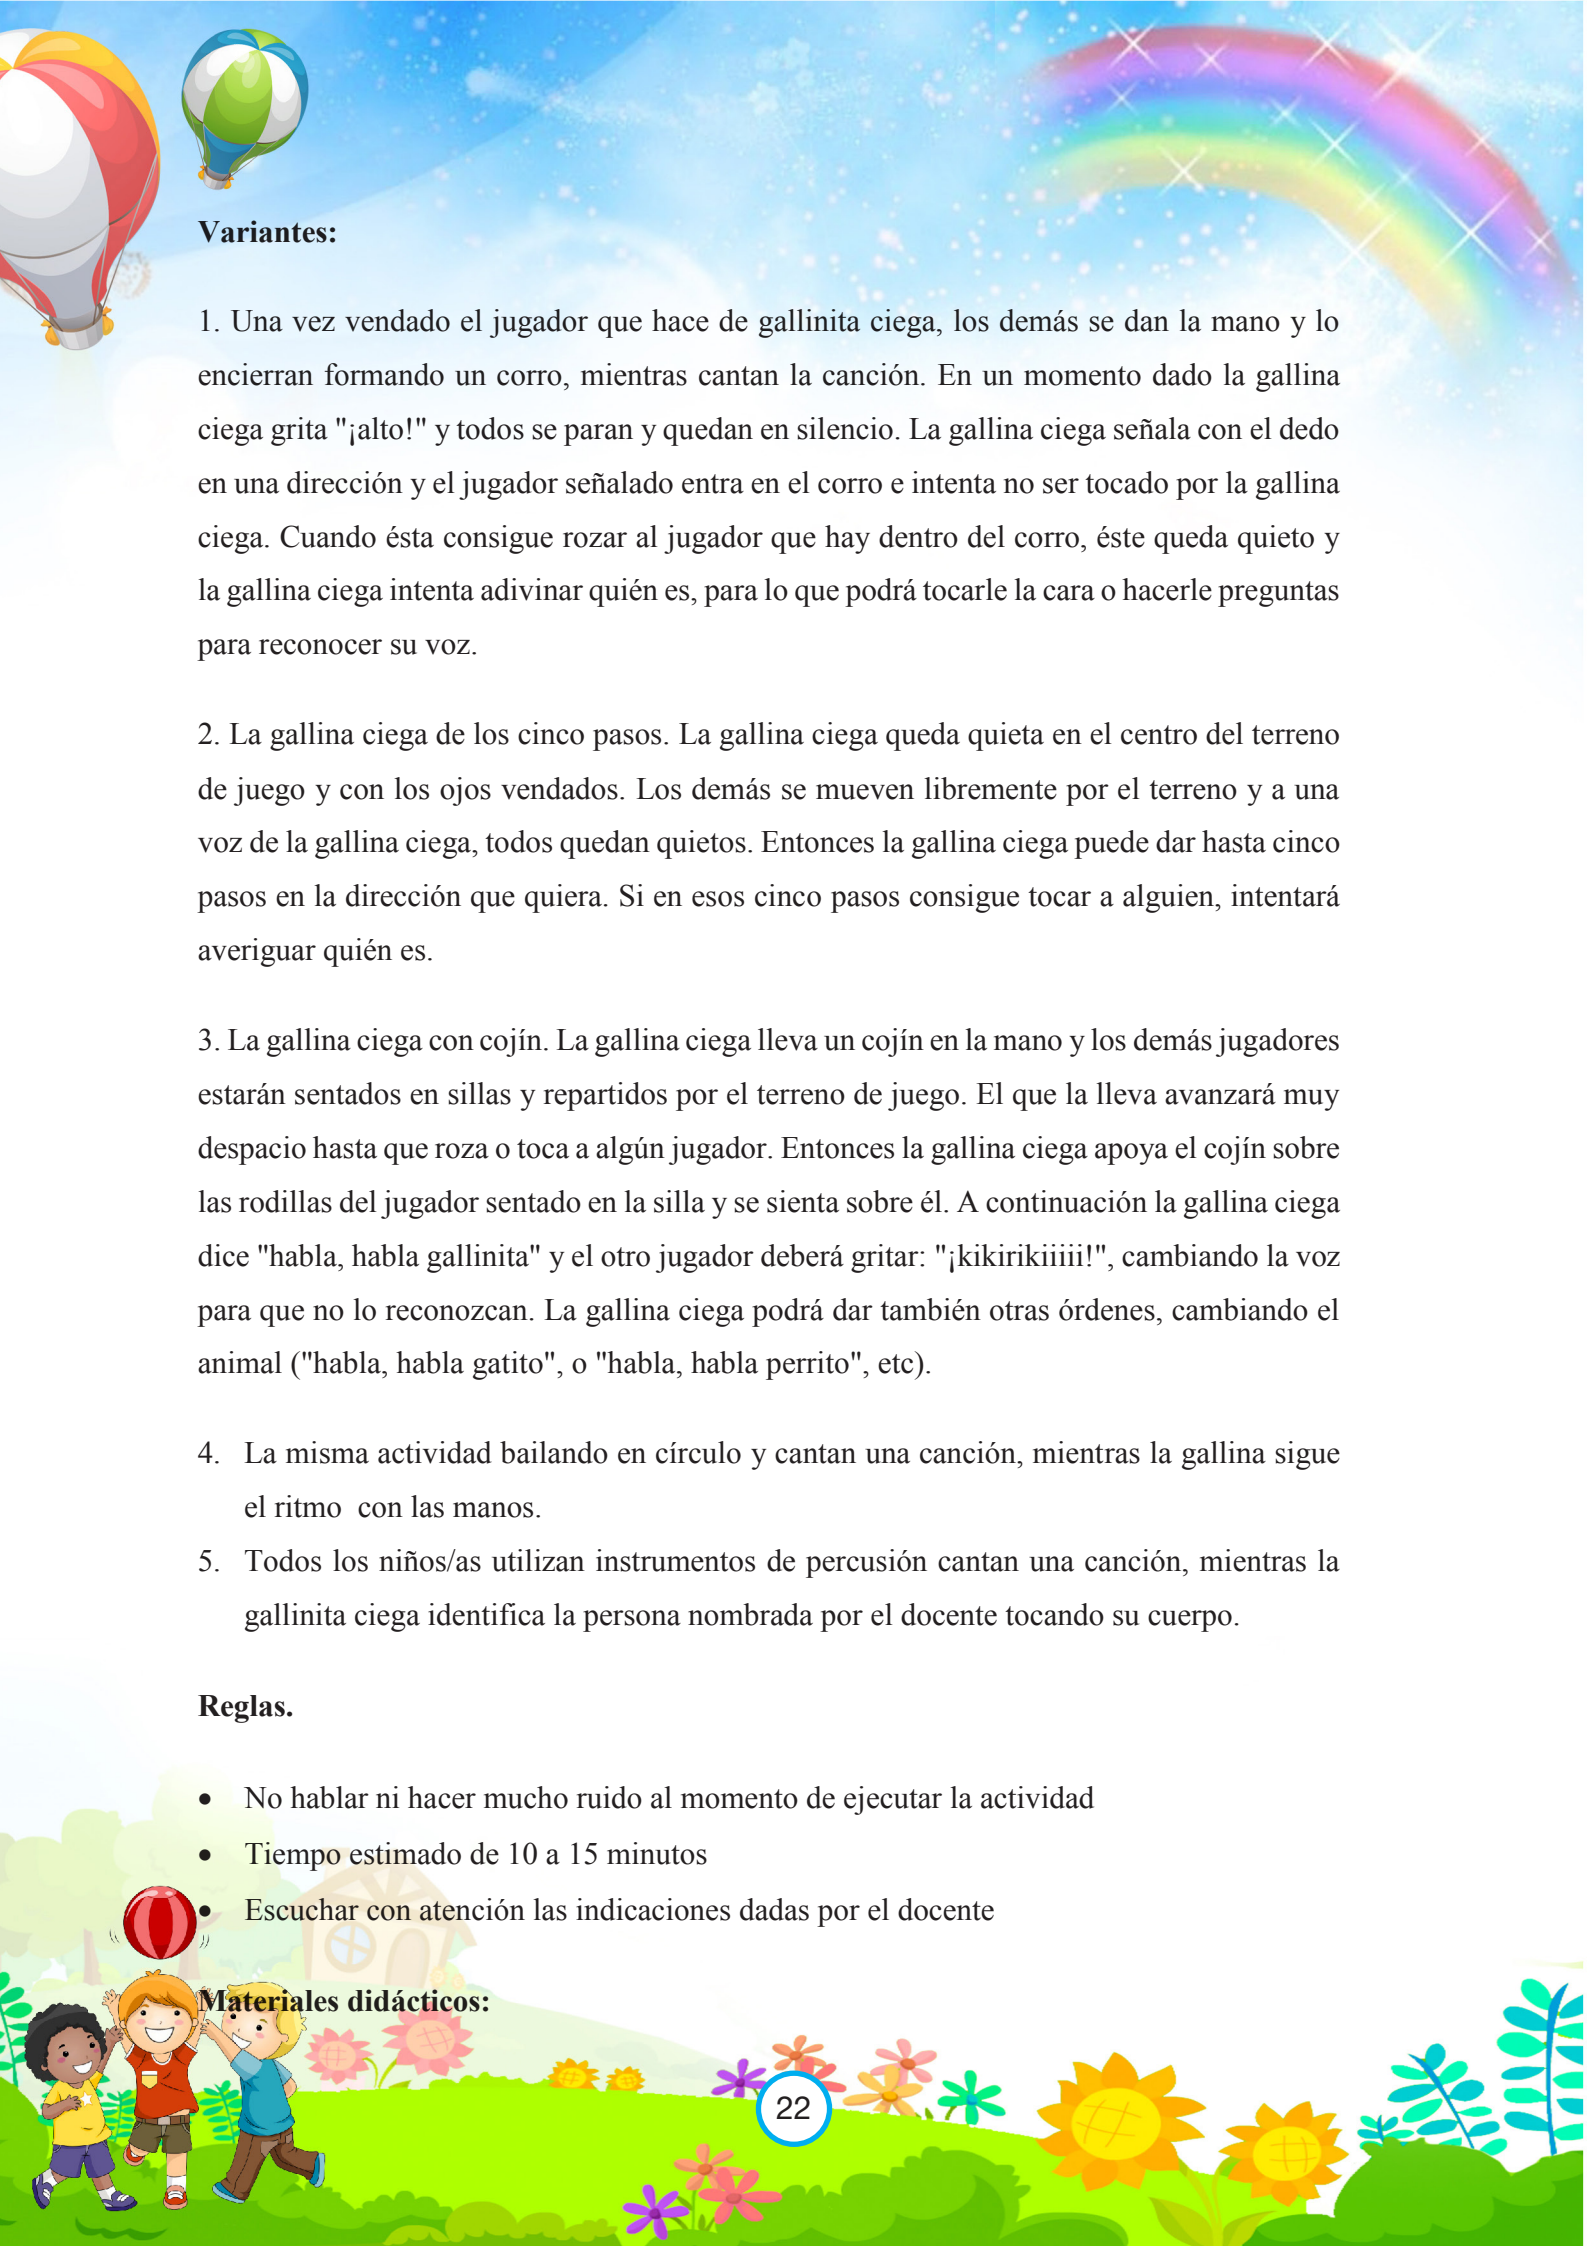 Variantes:
1. Una vez vendado el jugador que hace de gallinita ciega, los demás se dan la mano y lo
encierran formando un corro, mientras cantan la canción. En un momento dado la gallina
ciega grita "¡alto!" y todos se paran y quedan en silencio. La gallina ciega señala con el dedo
en una dirección y el jugador señalado entra en el corro e intenta no ser tocado por la gallina
ciega. Cuando ésta consigue rozar al jugador que hay dentro del corro, éste queda quieto y
la gallina ciega intenta adivinar quién es, para lo que podrá tocarle la cara o hacerle preguntas
para reconocer su voz.
2. La gallina ciega de los cinco pasos. La gallina ciega queda quieta en el centro del terreno
de juego y con los ojos vendados. Los demás se mueven libremente por el terreno y a una
voz de la gallina ciega, todos quedan quietos. Entonces la gallina ciega puede dar hasta cinco
pasos en la dirección que quiera. Si en esos cinco pasos consigue tocar a alguien, intentará
averiguar quién es.
3. La gallina ciega con cojín. La gallina ciega lleva un cojín en la mano y los demás jugadores
estarán sentados en sillas y repartidos por el terreno de juego. El que la lleva avanzará muy
despacio hasta que roza o toca a algún jugador. Entonces la gallina ciega apoya el cojín sobre
las rodillas del jugador sentado en la silla y se sienta sobre él. A continuación la gallina ciega
dice "habla, habla gallinita" y el otro jugador deberá gritar: "¡kikirikiiiii!", cambiando la voz
para que no lo reconozcan. La gallina ciega podrá dar también otras órdenes, cambiando el
animal ("habla, habla gatito", o "habla, habla perrito", etc).
4. La misma actividad bailando en círculo y cantan una canción, mientras la gallina sigue
el ritmo  con las manos.
5. Todos los niños/as utilizan instrumentos de percusión cantan una canción, mientras la
gallinita ciega identifica la persona nombrada por el docente tocando su cuerpo.
Reglas.
• No hablar ni hacer mucho ruido al momento de ejecutar la actividad
• Tiempo estimado de 10 a 15 minutos
• Escuchar con atención las indicaciones dadas por el docente
Materiales didácticos:
22